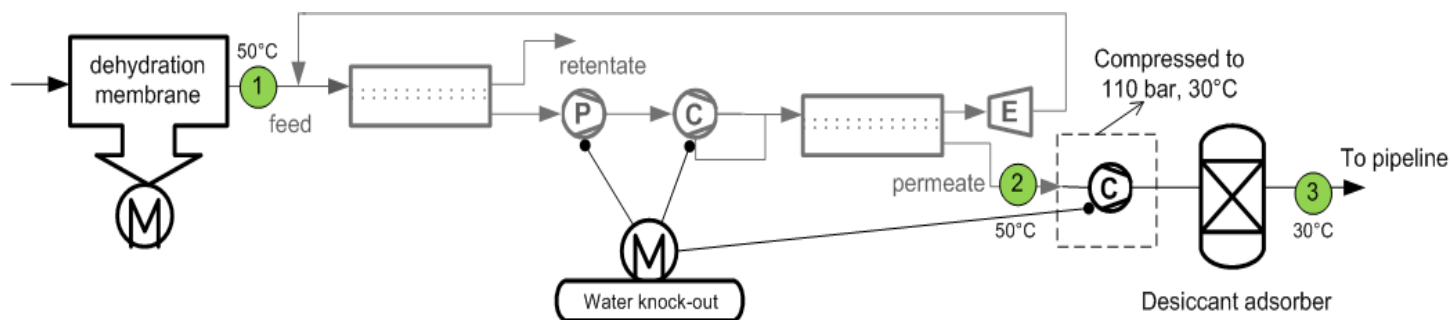 dehydration
membrane
50°C
1
feed
retentate
P
C
E
Compressed to
110 bar, 30°C
permeate
2
50°C
C
To pipeline
3
30°C
M
M
Water knock-out
Desiccant adsorber